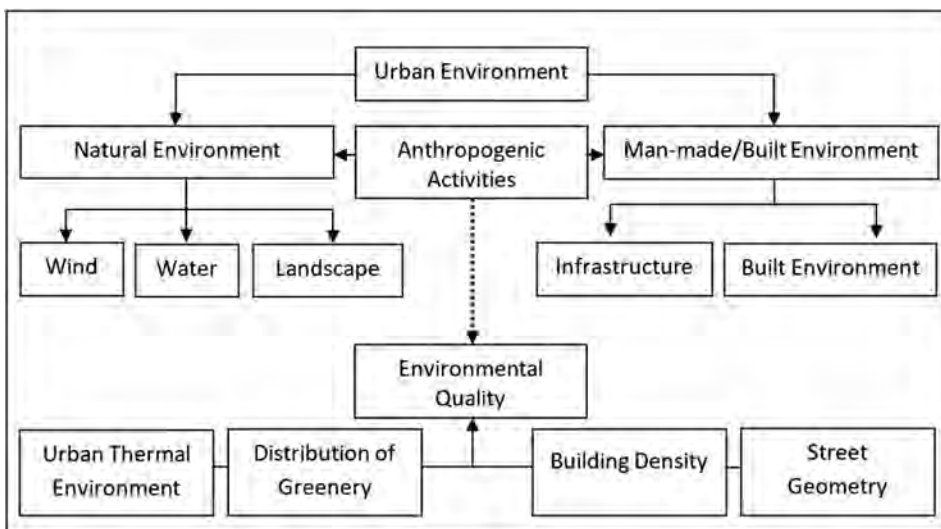 Urban Environment
Natural Environment
Anthropogenic
Activities
Man-made/Built Environment
Wind
Water
Landscape
Infrastructure
Built Environment
Environmental
Quality
Urban Thermal
Environment
Distribution of
Greenery
Building Density
Street
Geometry